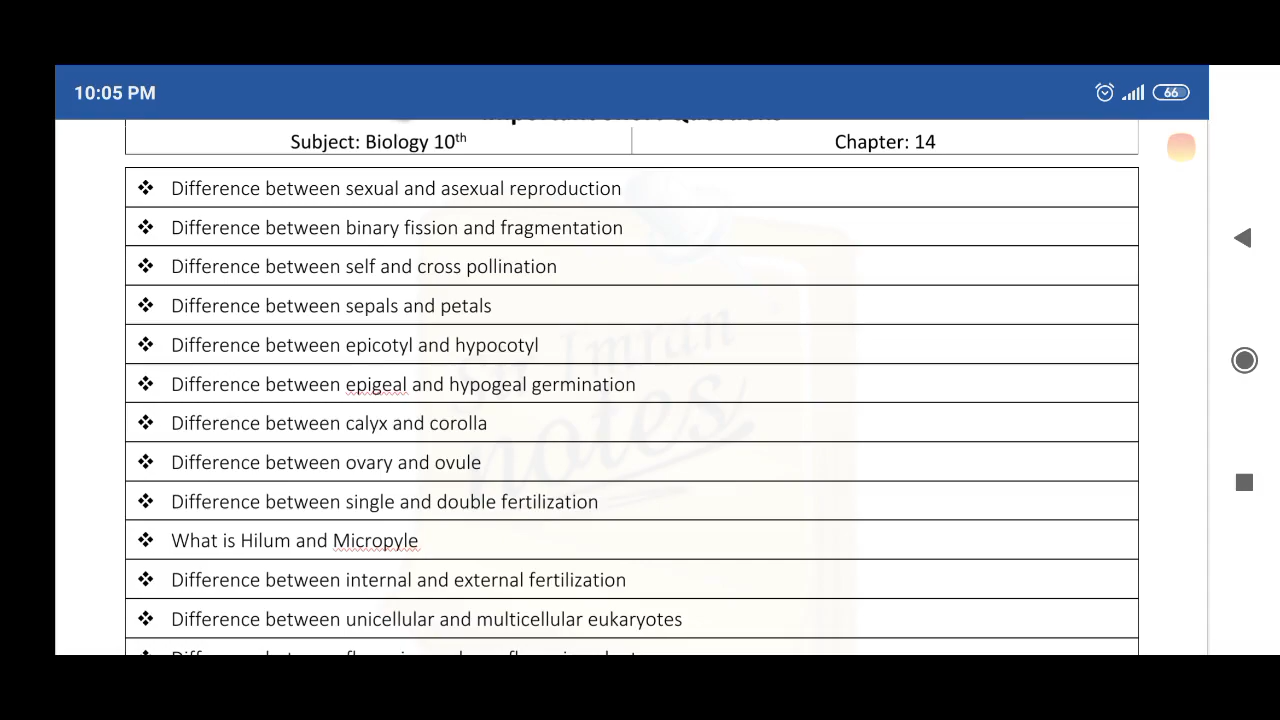 10:05 PM
66
Subject: Biology 10th
Chapter: 14
❖ Difference between sexual and asexual reproduction
❖ Difference between binary fission and fragmentation
❖ Difference between self and cross pollination
❖ Difference between sepals and petals
❖ Difference between epicotyl and hypocotyl
❖ Difference between epigeal and hypogeal germination
❖ Difference between calyx and corolla
❖ Difference between ovary and ovule
❖ Difference between single and double fertilization
❖ What is Hilum and Micropyle
❖ Difference between internal and external fertilization
❖ Difference between unicellular and multicellular eukaryotes
Sir Imran
notes